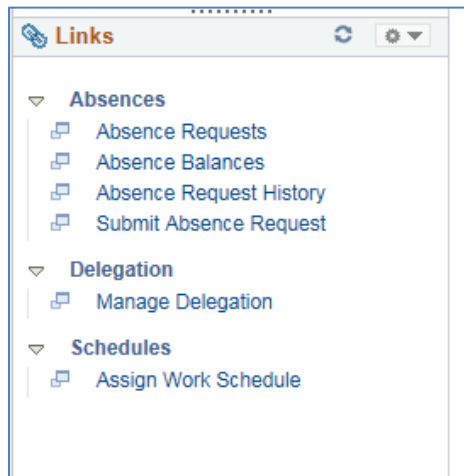 Links
Absences
Absence Requests
Absence Balances
Absence Request History
Submit Absence Request
Delegation
Manage Delegation
Schedules
Assign Work Schedule